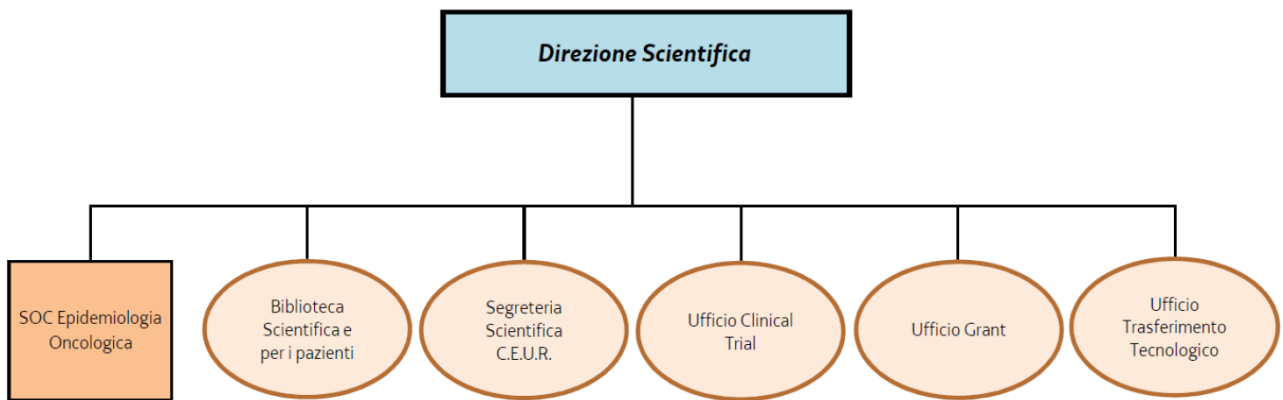 Direzione Scientifica
SOC Epidemiologia
Oncologica
Biblioteca
Scientifica e
per i pazienti
Segreteria
Scientifica
C.E.U.R.
Ufficio Clinical
Trial
Ufficio Grant
Ufficio
Trasferimento
Tecnologico